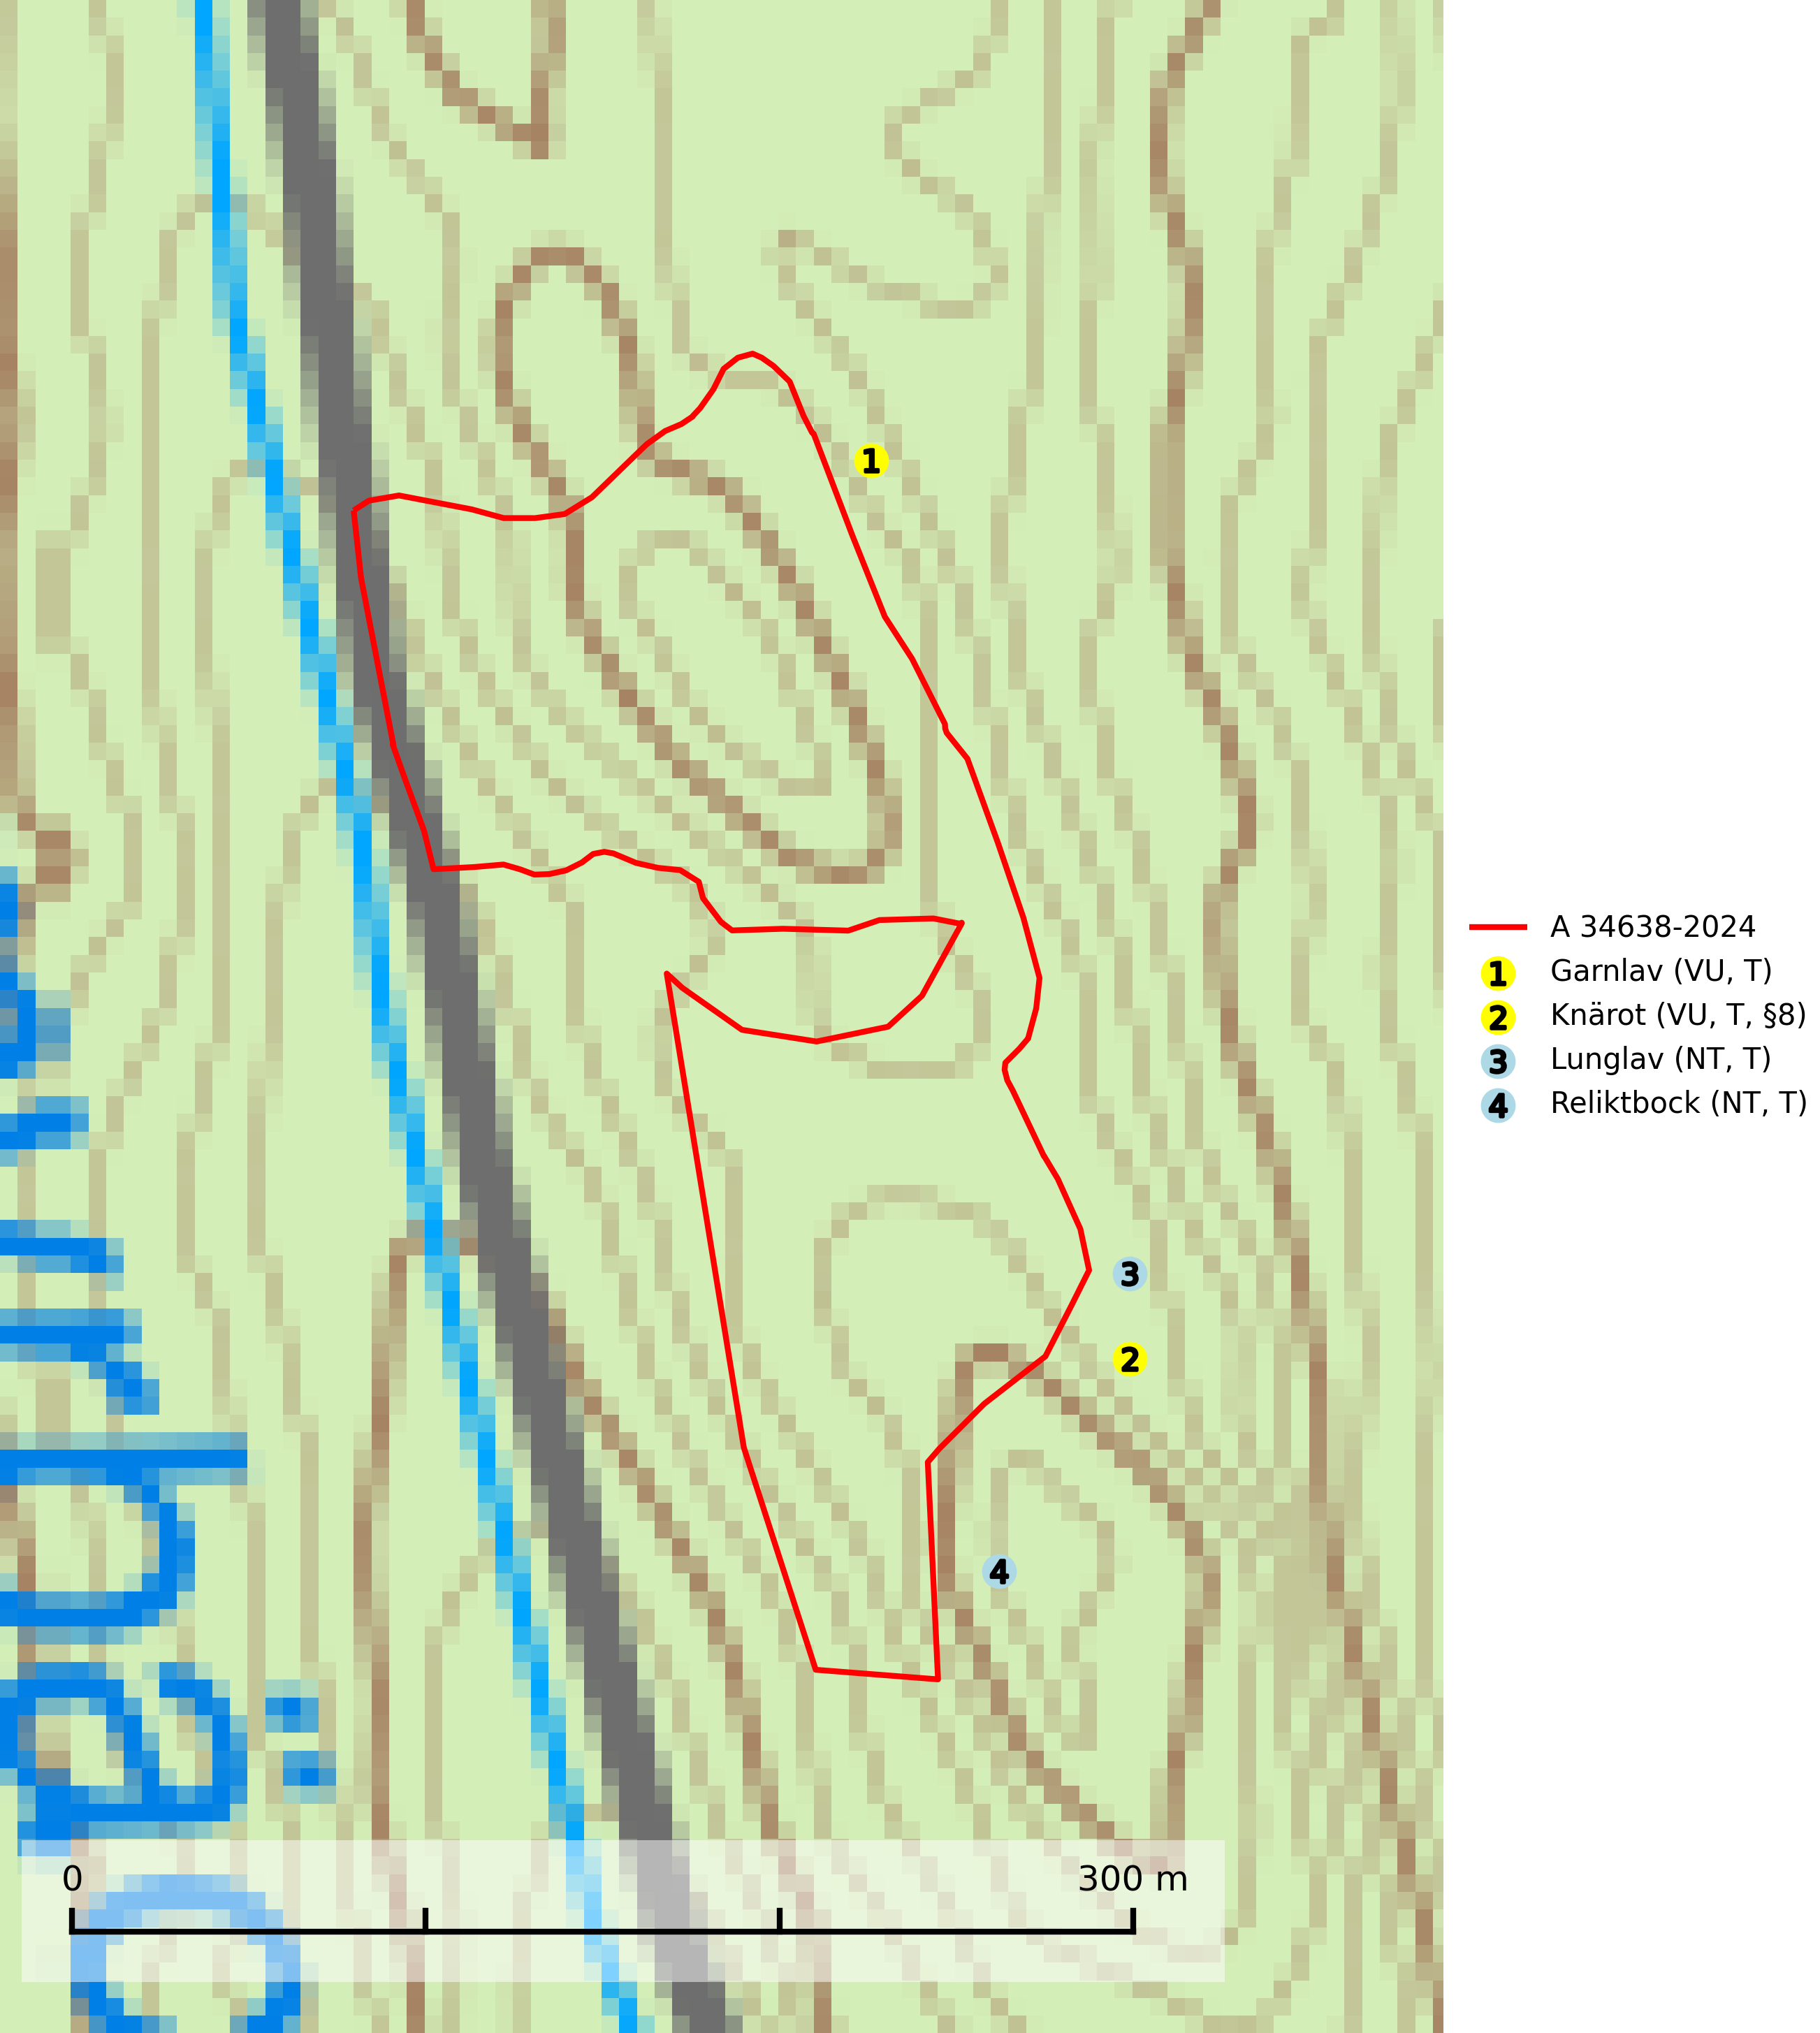 1
3
2
4
0 300 m
A 34638-2024
1 Garnlav (VU, T)
2 Knärot (VU, T, §8)
3 Lunglav (NT, T)
4 Reliktbock (NT, T)